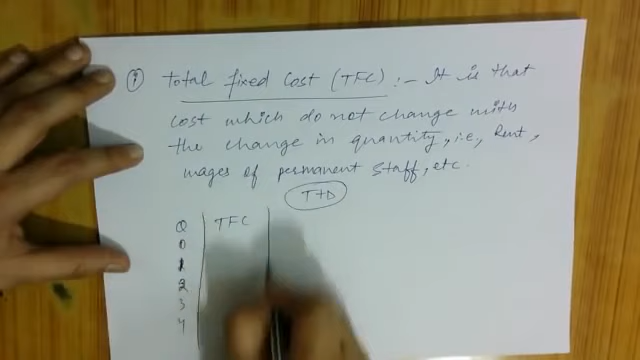 (i) Total fixed Cost (TFC) :- It is that
cost which do not change with
the change in quantity, i.e, Rent,
wages of permanent staff, etc.
T+D
Q TFC
0
1
2
3
4